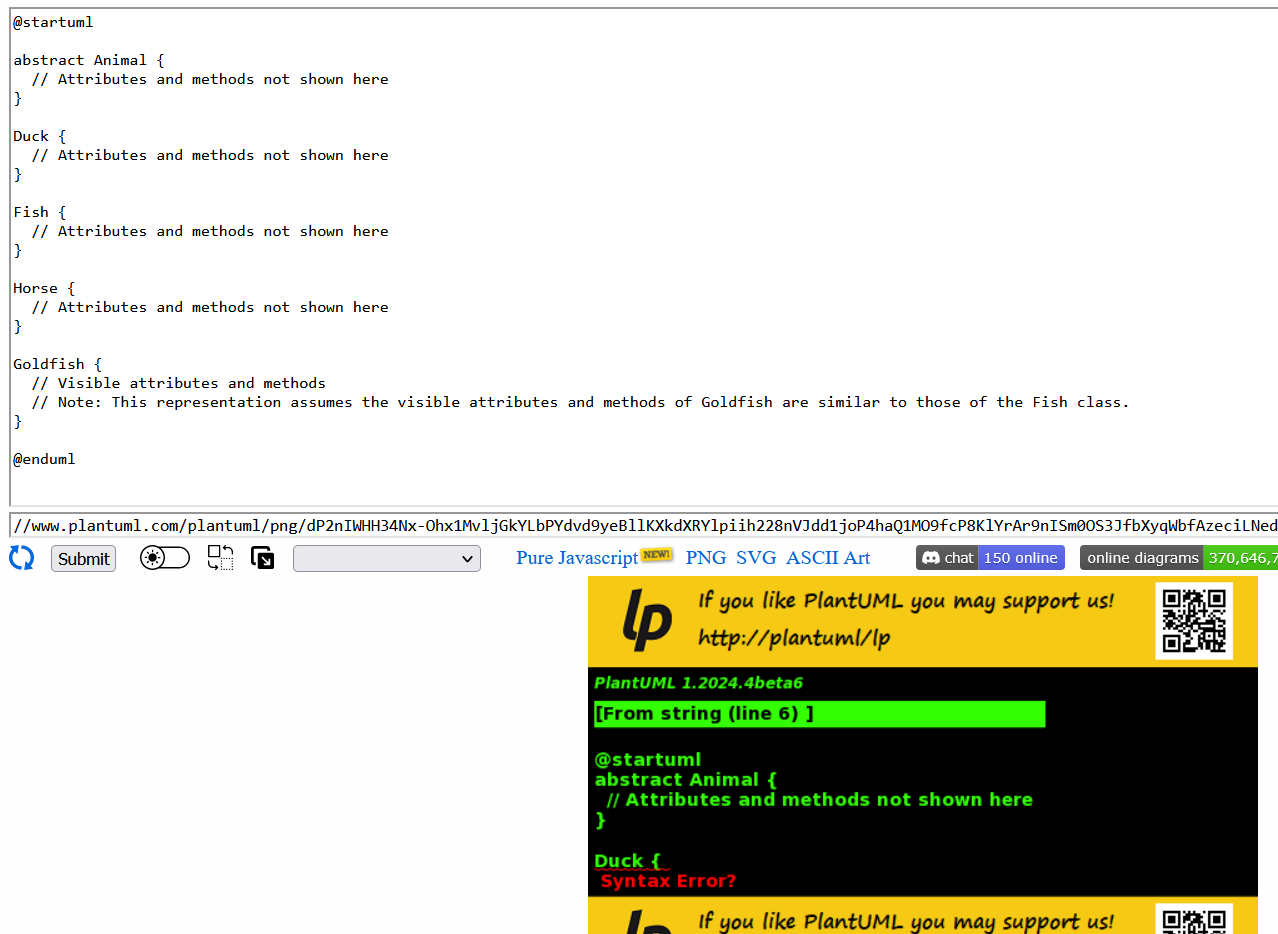 @startuml
abstract Animal {
// Attributes and methods not shown here
}
Duck {
// Attributes and methods not shown here
}
Fish {
// Attributes and methods not shown here
}
Horse {
// Attributes and methods not shown here
}
Goldfish {
// Visible attributes and methods
// Note: This representation assumes the visible attributes and methods of Goldfish are similar to those of the Fish class.
}
@enduml
//www.plantuml.com/plantuml/png/dP2nIWHH34Nx-Ohx1MvljGkYLbPYdvd9yeBllKXkdXRYlpiih228nVJdd1joP4haQ1MO9fcP8KlYrAr9nISm0OS3JfbXyqWbfAzeciLNed
Submit
Pure Javascript NEW! PNG SVG ASCII Art chat 150 online online diagrams 370,646,7
lp
If you like PlantUML you may support us!
http://plantuml/lp
PlantUML 1.2024.4beta6
[From string (line 6) ]
@startuml
abstract Animal {
// Attributes and methods not shown here
}
Duck {
Syntax Error?
If you like PlantUML you may support us!